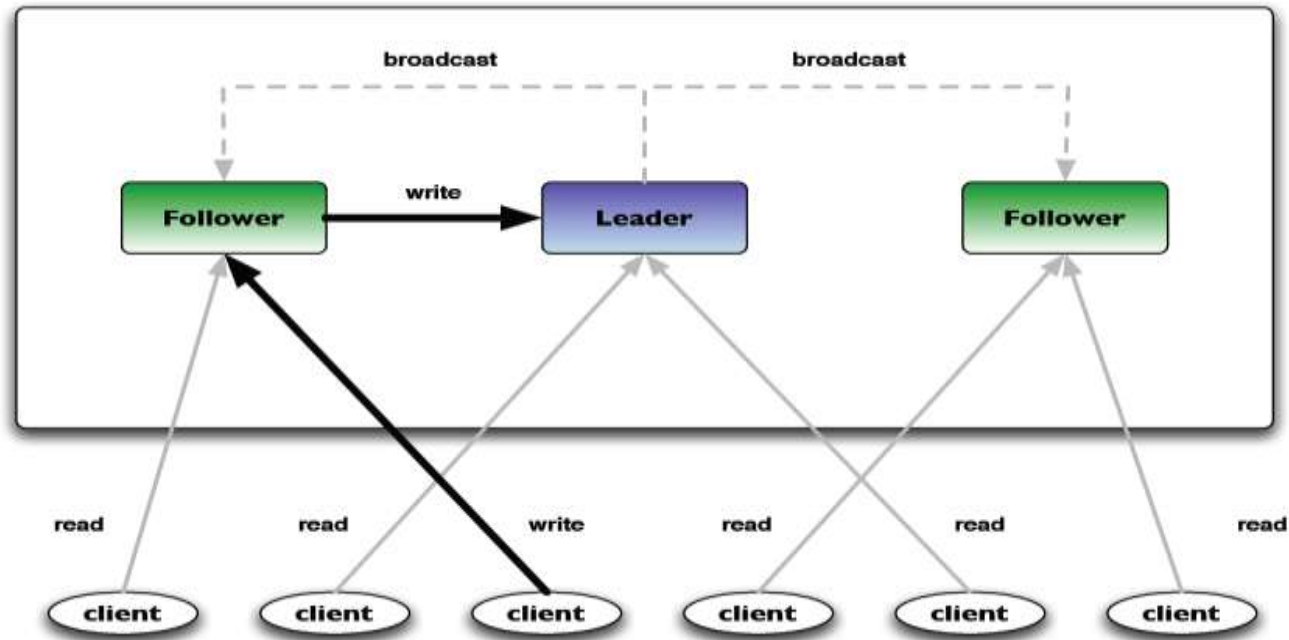 broadcast
broadcast
write
Follower
Leader
Follower
read
read
write
read
read
read
client
client
client
client
client
client